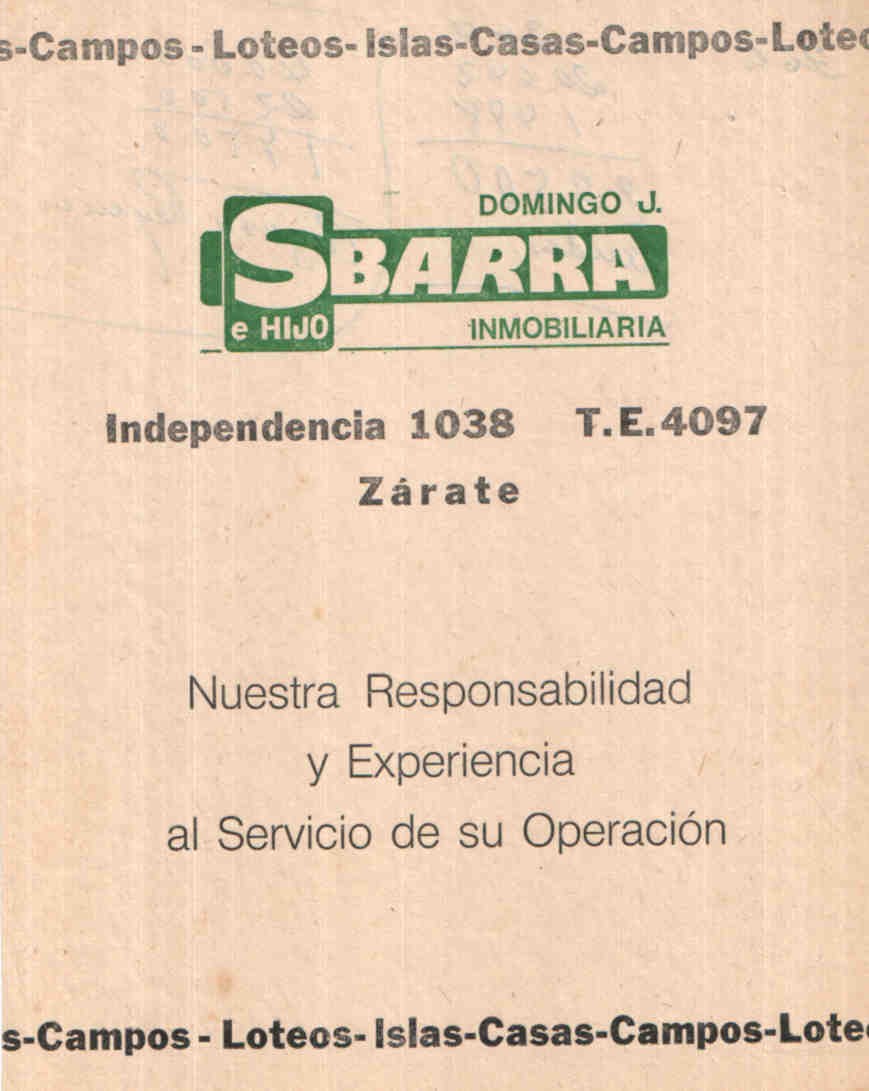 s-Campos - Loteos- Islas-Casas-Campos-Loteo
DOMINGO J.
SBARRA
e HIJO INMOBILIARIA
Independencia 1038 T.E.4097
Zárate
Nuestra Responsabilidad
y Experiencia
al Servicio de su Operación
s-Campos - Loteos- Islas-Casas-Campos-Loteo